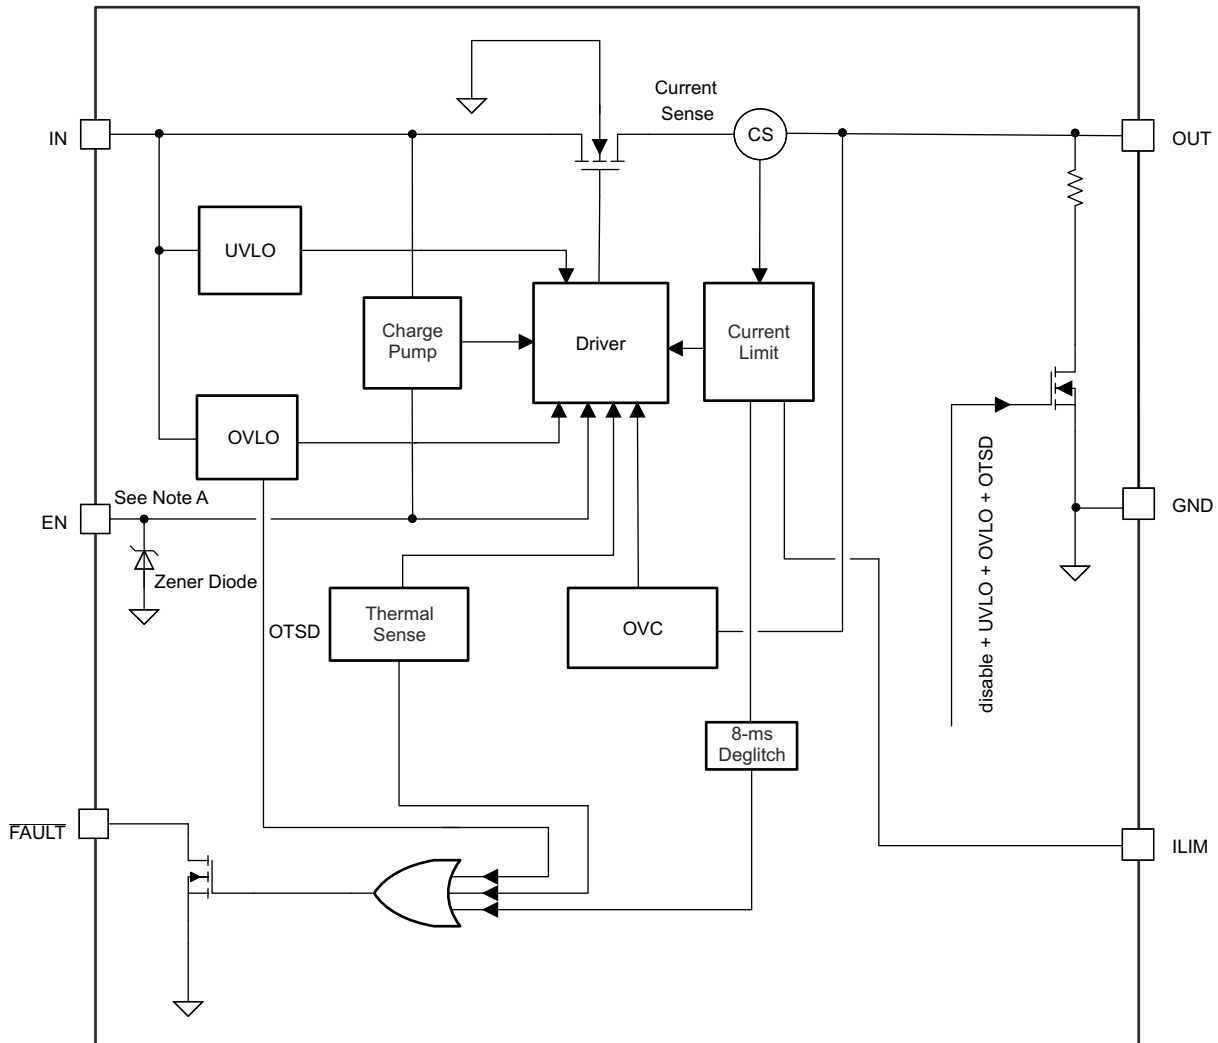 Current
Sense
IN
CS
OUT
UVLO
Charge
Pump
Driver
Current
Limit
OVLO
disable + UVLO + OVLO + OTSD
See Note A
EN
GND
Zener Diode
OTSD
Thermal
Sense
OVC
8-ms
Deglitch
FAULT
ILIM